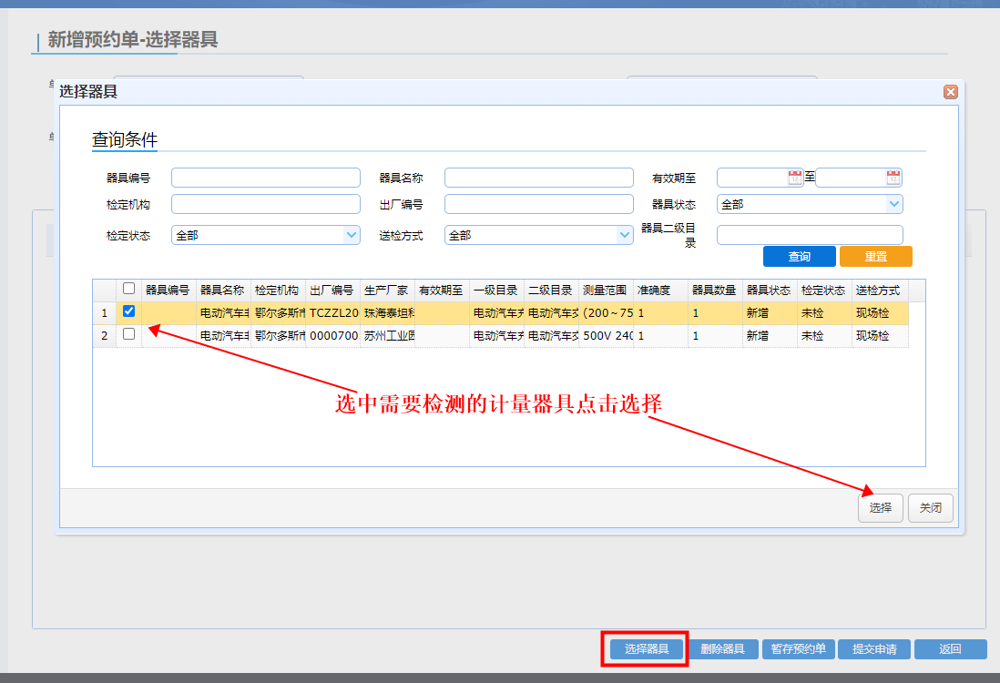 新增预约单-选择器具
选择器具
查询条件
器具编号 器具名称 有效期至 至
检定机构 出厂编号 器具状态 全部
检定状态 全部 送检方式 全部 器具二级目录
查询 重置
器具编号 器具名称 检定机构 出厂编号 生产厂家 有效期至 一级目录 二级目录 测量范围 准确度 器具数量 器具状态 检定状态 送检方式
1 电动汽车 鄂尔多斯市 TCZZL20 珠海泰坦科 电动汽车充 电动汽车交 (200~75 1 1 新增 未检 现场检
2 电动汽车 鄂尔多斯市 0000700 苏州工业园 电动汽车充 电动汽车交 500V 240 1 1 新增 未检 现场检
选中需要检测的计量器具点击选择
选择 关闭
选择器具 删除器具 暂存预约单 提交申请 返回